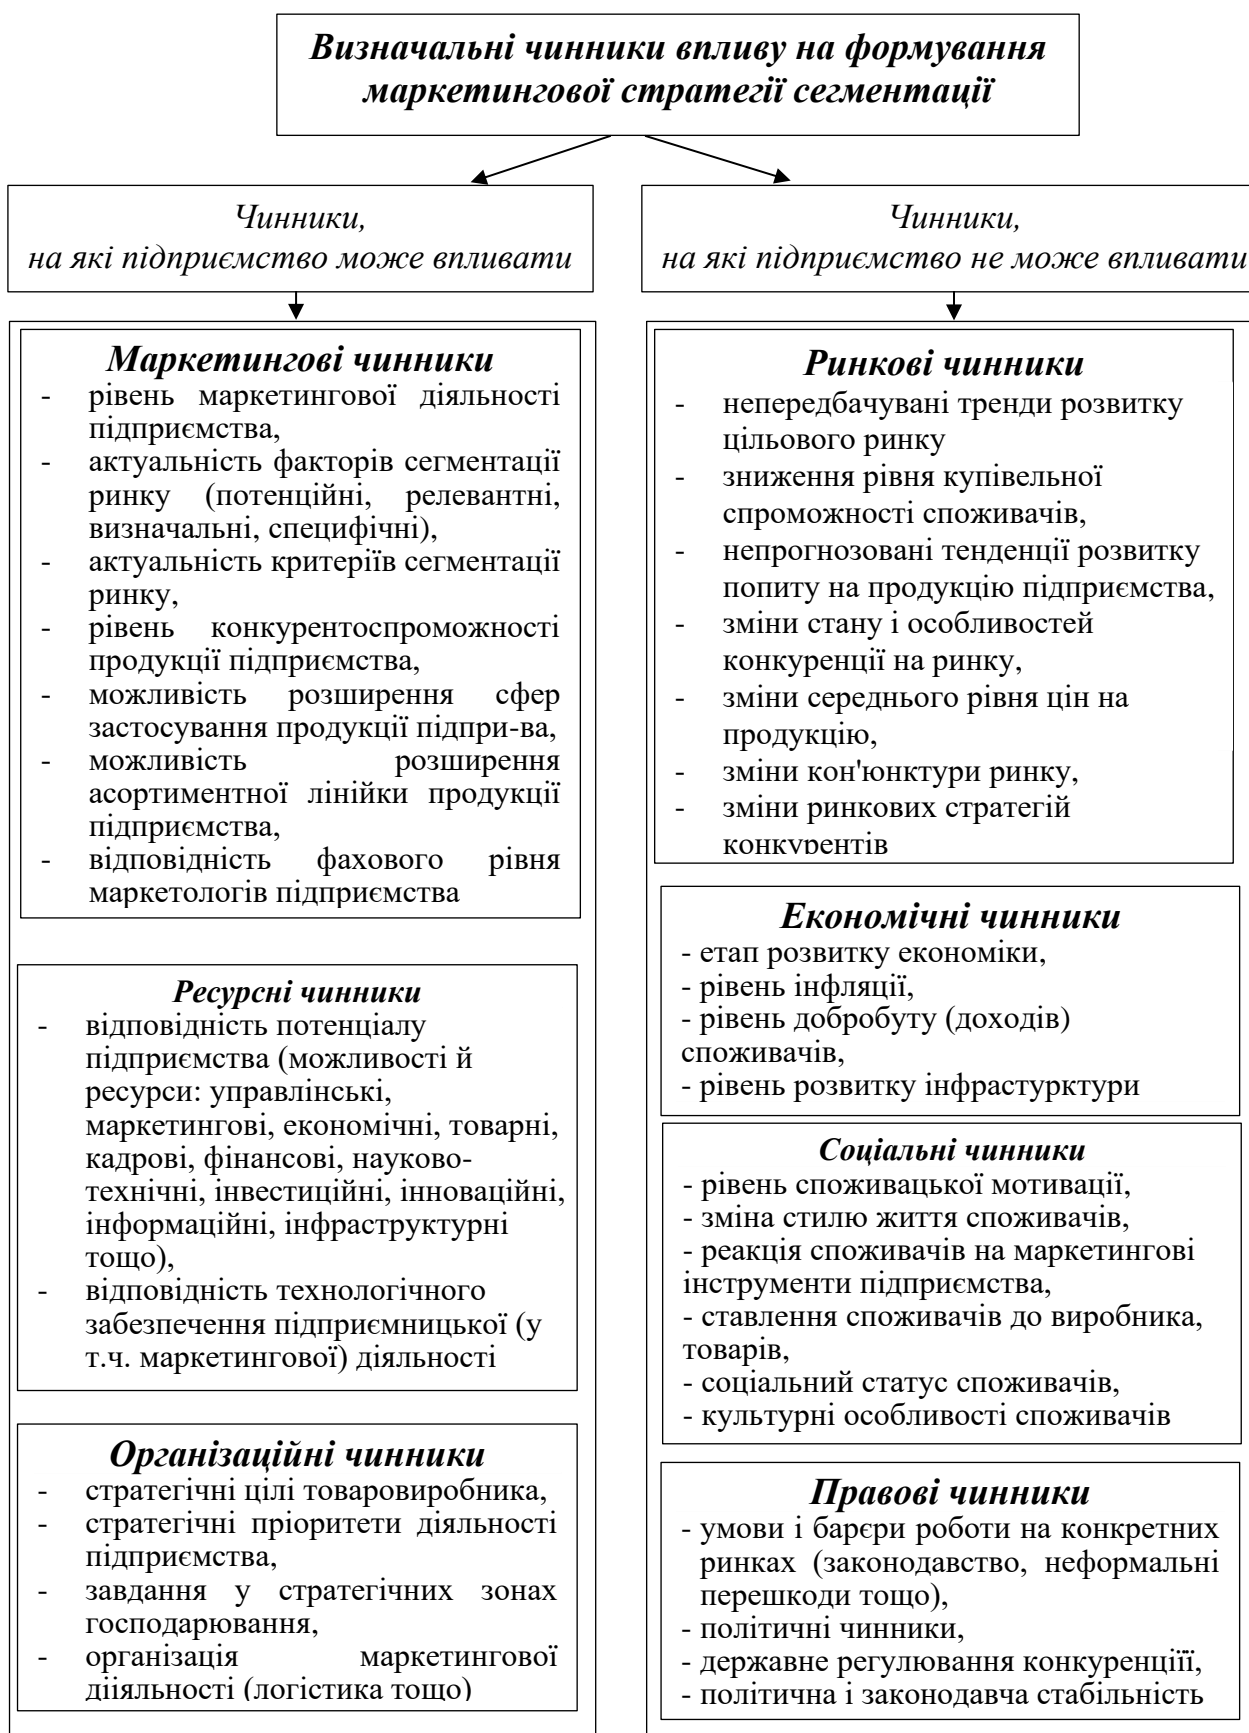 Визначальні чинники впливу на формування
маркетингової стратегії сегментації
Чинники,
на які підприємство може впливати
Чинники,
на які підприємство не може впливати
Маркетингові чинники
- рівень маркетингової діяльності
підприємства,
- актуальність факторів сегментації
ринку (потенційні, релевантні,
визначальні, специфічні),
- актуальність критеріїв сегментації
ринку,
- рівень конкурентоспроможності
продукції підприємства,
- можливість розширення сфер
застосування продукції підпри-ва,
- можливість розширення
асортиментної лінійки продукції
підприємства,
- відповідність фахового рівня
маркетологів підприємства
Ресурсні чинники
- відповідність потенціалу
підприємства (можливості й
ресурси: управлінські,
маркетингові, економічні, товарні,
кадрові, фінансові, науково-
технічні, інвестиційні, інноваційні,
інформаційні, інфраструктурні
тощо),
- відповідність технологічного
забезпечення підприємницької (у
т.ч. маркетингової) діяльності
Організаційні чинники
- стратегічні цілі товаровиробника,
- стратегічні пріоритети діяльності
підприємства,
- завдання у стратегічних зонах
господарювання,
- організація маркетингової
дііяльності (логістика тощо)
Ринкові чинники
- непередбачувані тренди розвитку
цільового ринку
- зниження рівня купівельної
спроможності споживачів,
- непрогнозовані тенденції розвитку
попиту на продукцію підприємства,
- зміни стану і особливостей
конкуренції на ринку,
- зміни середнього рівня цін на
продукцію,
- зміни кон'юнктури ринку,
- зміни ринкових стратегій
конкурентів
Економічні чинники
- етап розвитку економіки,
- рівень інфляції,
- рівень добробуту (доходів)
споживачів,
- рівень розвитку інфрастурктури
Соціальні чинники
- рівень споживацької мотивації,
- зміна стилю життя споживачів,
- реакція споживачів на маркетингові
інструменти підприємства,
- ставлення споживачів до виробника,
товарів,
- соціальний статус споживачів,
- культурні особливості споживачів
Правові чинники
- умови і барєри роботи на конкретних
ринках (законодавство, неформальні
перешкоди тощо),
- політичні чинники,
- державне регулювання конкуренціїї,
- політична і законодавча стабільність